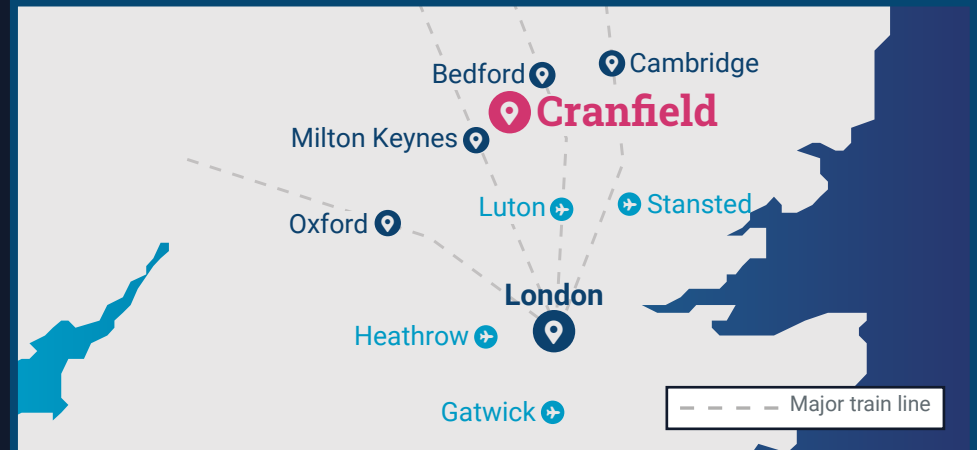 Cambridge
Bedford
Cranfield
Milton Keynes
Luton
Stansted
Oxford
London
Heathrow
Major train line
Gatwick